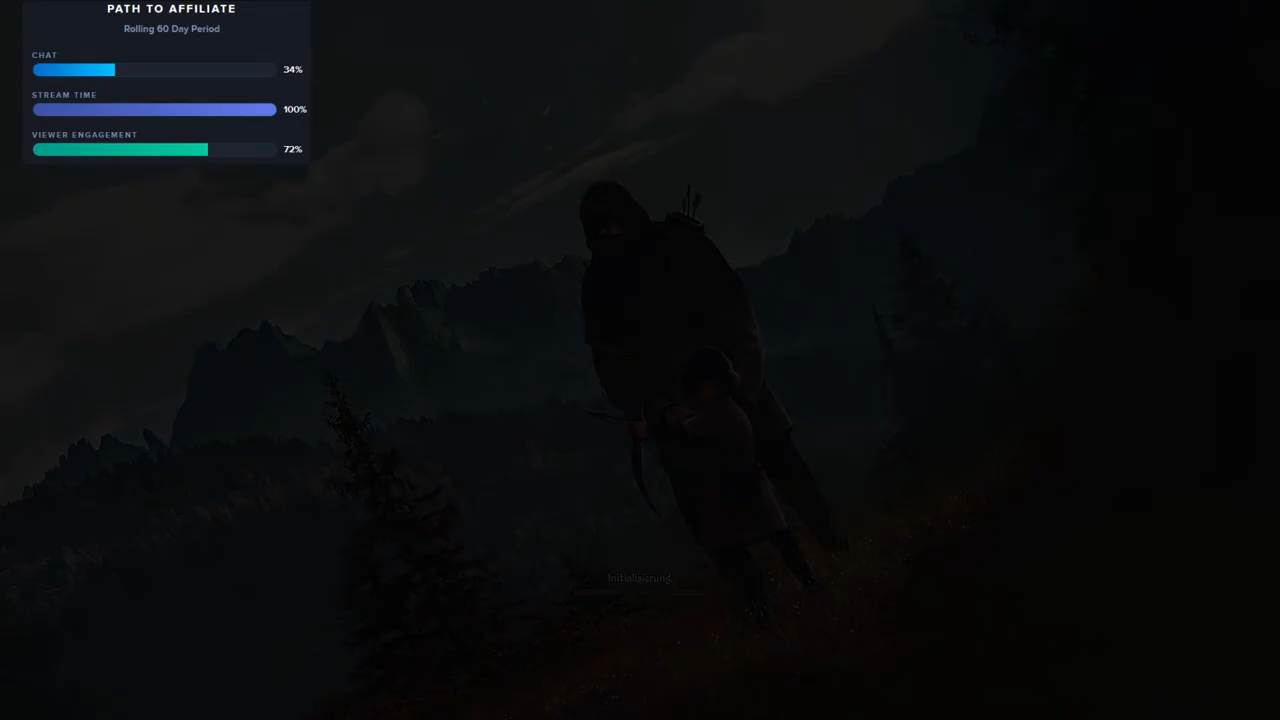 PATH TO AFFILIATE
Rolling 60 Day Period
CHAT
34%
STREAM TIME
100%
VIEWER ENGAGEMENT
72%
Initialisierung